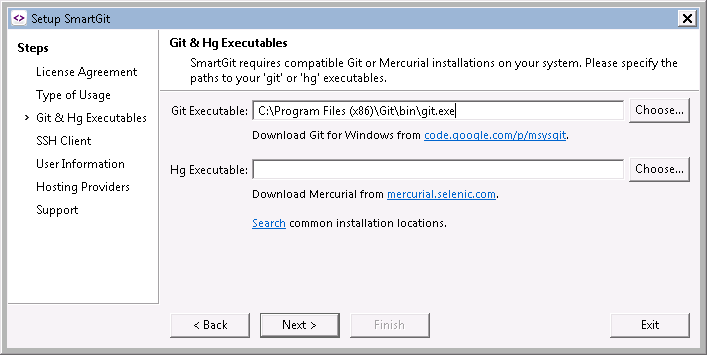 Setup SmartGit
Steps
License Agreement
Type of Usage
Git & Hg Executables
SSH Client
User Information
Hosting Providers
Support
Git & Hg Executables
SmartGit requires compatible Git or Mercurial installations on your system. Please specify the
paths to your 'git' or 'hg' executables.
Git Executable: C:\Program Files (x86)\Git\bin\git.exe Choose...
Download Git for Windows from code.google.com/p/msysgit.
Hg Executable: Choose...
Download Mercurial from mercurial.selenic.com.
Search common installation locations.
< Back Next > Finish Exit